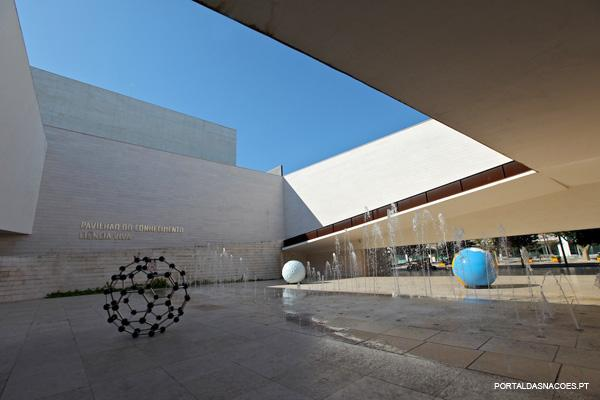 PAVILHÃO DO CONHECIMENTO
CIÊNCIA VIVA
PORTALDASNACOES.PT